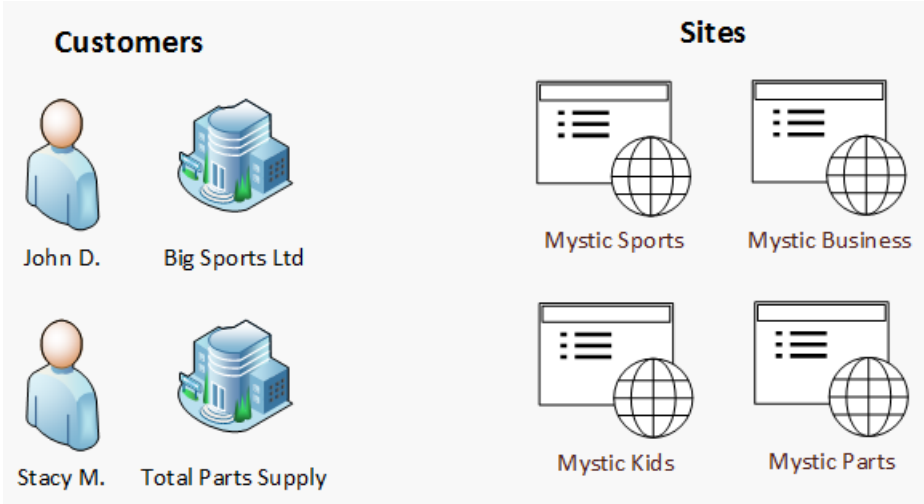 Customers
Sites
John D.
Big Sports Ltd
Mystic Sports
Mystic Business
Stacy M.
Total Parts Supply
Mystic Kids
Mystic Parts